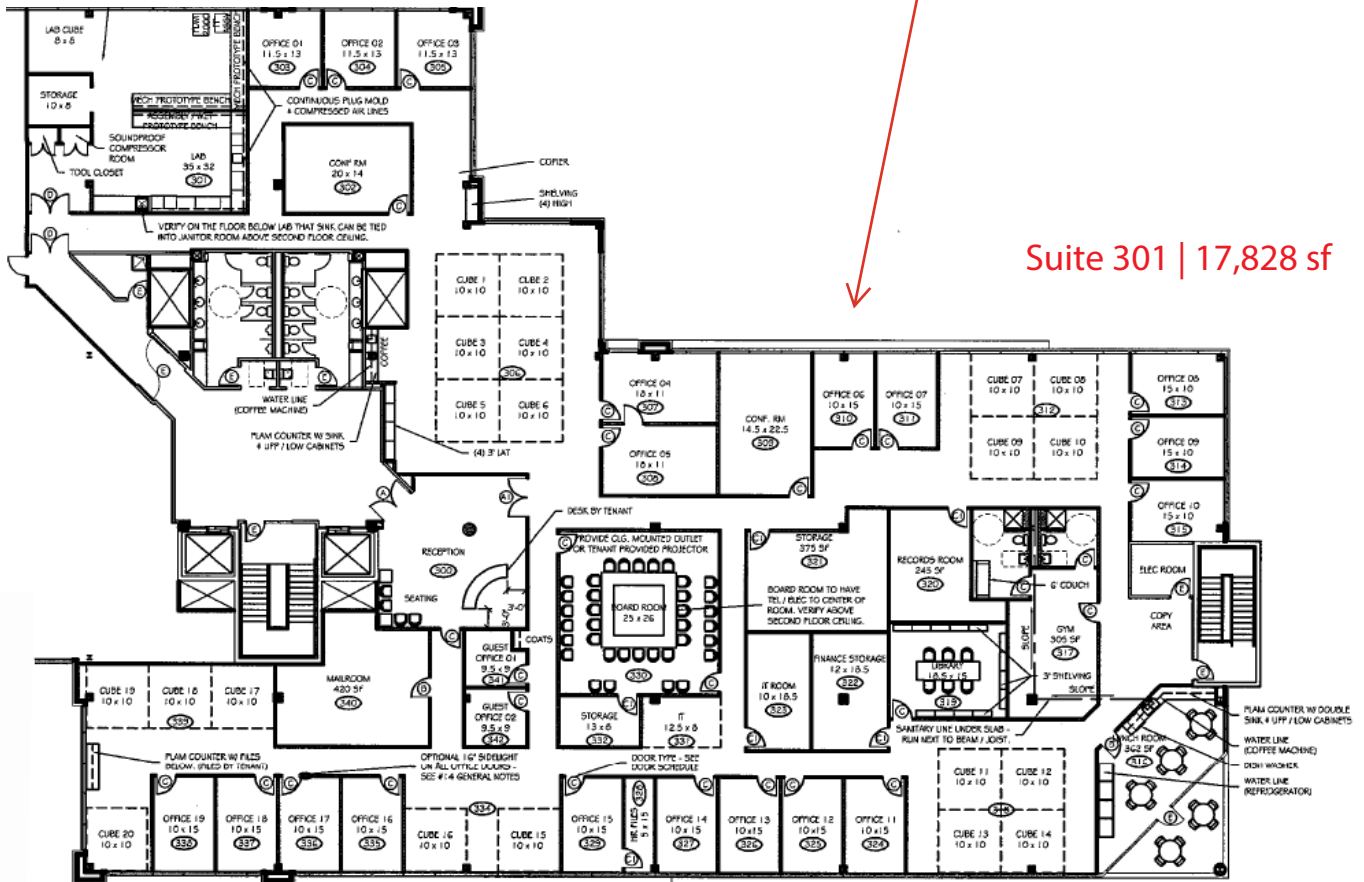 LAB CUBE
8 x 8
STORAGE
10 x 8
MECH PROTOTYPE BENCH
MECH PROTOTYPE BENCH
PROTOTYPE BENCH
SOUNDPROOF
COMPRESSOR
ROOM
TOOL CLOSET
LAB
35 x 32
301
OFFICE 01
11.5 x 13
303
OFFICE 02
11.5 x 13
304
OFFICE 03
11.5 x 13
305
CONTINUOUS PLUG MOLD
& COMPRESSED AIR LINES
CONF RM
20 x 14
302
COPIER
SHELVING
(4) HIGH
VERIFY ON THE FLOOR BELOW LAB THAT SINK CAN BE TIED
INTO JANITOR ROOM ABOVE SECOND FLOOR CEILING.
Suite 301 | 17,828 sf
CUBE 1
10 x 10
CUBE 2
10 x 10
CUBE 3
10 x 10
CUBE 4
10 x 10
306
CUBE 5
10 x 10
CUBE 6
10 x 10
COFFEE
WATER LINE
(COFFEE MACHINE)
PLAM COUNTER W/ SINK
& UPP / LOW CABINETS
(4) 3' LAT
OFFICE 04
18 x 11
307
OFFICE 05
18 x 11
308
CONF. RM
14.5 x 22.5
309
OFFICE 06
10 x 15
310
OFFICE 07
10 x 15
311
CUBE 07
10 x 10
CUBE 08
10 x 10
312
CUBE 09
10 x 10
CUBE 10
10 x 10
OFFICE 08
15 x 10
313
OFFICE 09
15 x 10
314
OFFICE 10
15 x 10
315
ELEC ROOM
COPY
AREA
DESK BY TENANT
RECEPTION
300
SEATING
3'-0"
3'-0"
COATS
PROVIDE CLG. MOUNTED OUTLET
FOR TENANT PROVIDED PROJECTOR
BOARD ROOM
25 x 26
330
STORAGE
375 SF
321
BOARD ROOM TO HAVE
TEL / ELEC TO CENTER OF
ROOM. VERIFY ABOVE
SECOND FLOOR CEILING.
RECORDS ROOM
245 SF
320
6' COUCH
GYM
305 SF
317
SLOPE
3' SHELVING
SLOPE
LIBRARY
18.5 x 15
319
FINANCE STORAGE
12 x 18.5
322
IT ROOM
10 x 18.5
323
SANITARY LINE UNDER SLAB -
RUN NEXT TO BEAM / JOIST.
GUEST
OFFICE 01
9.5 x 9
341
GUEST
OFFICE 02
9.5 x 9
342
MAILROOM
420 SF
340
STORAGE
13 x 8
332
IT
12.5 x 8
331
CUBE 19
10 x 10
CUBE 18
10 x 10
CUBE 17
10 x 10
339
PLAM COUNTER W/ FILES
BELOW. (FILES BY TENANT)
OPTIONAL 16" SIDELIGHT
ON ALL OFFICE DOORS -
SEE #14 GENERAL NOTES
DOOR TYPE - SEE
DOOR SCHEDULE
PLAM COUNTER W/ DOUBLE
SINK & UPP / LOW CABINETS
WATER LINE
(COFFEE MACHINE)
DISH WASHER
WATER LINE
(REFRIDGERATOR)
LUNCH ROOM
362 SF
316
CUBE 20
10 x 10
OFFICE 19
10 x 15
338
OFFICE 18
10 x 15
337
OFFICE 17
10 x 15
336
OFFICE 16
10 x 15
335
334
CUBE 16
10 x 10
CUBE 15
10 x 10
OFFICE 15
10 x 15
329
HR FILES
5 x 15
328
OFFICE 14
10 x 15
327
OFFICE 13
10x15
326
OFFICE 12
10 x 15
325
OFFICE 11
10 x 15
324
CUBE 11
10 x 10
CUBE 12
10 x 10
318
CUBE 13
10 x 10
CUBE 14
10 x 10